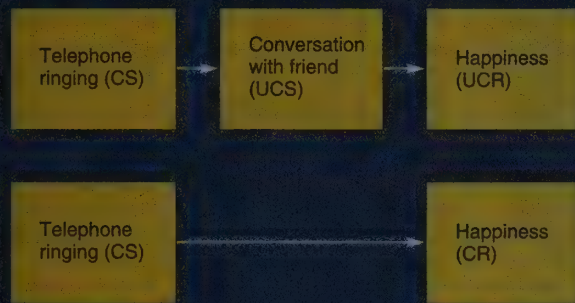 Telephone
ringing (CS)
Conversation
with friend
(UCS)
Happiness
(UCR)
Telephone
ringing (CS)
Happiness
(CR)